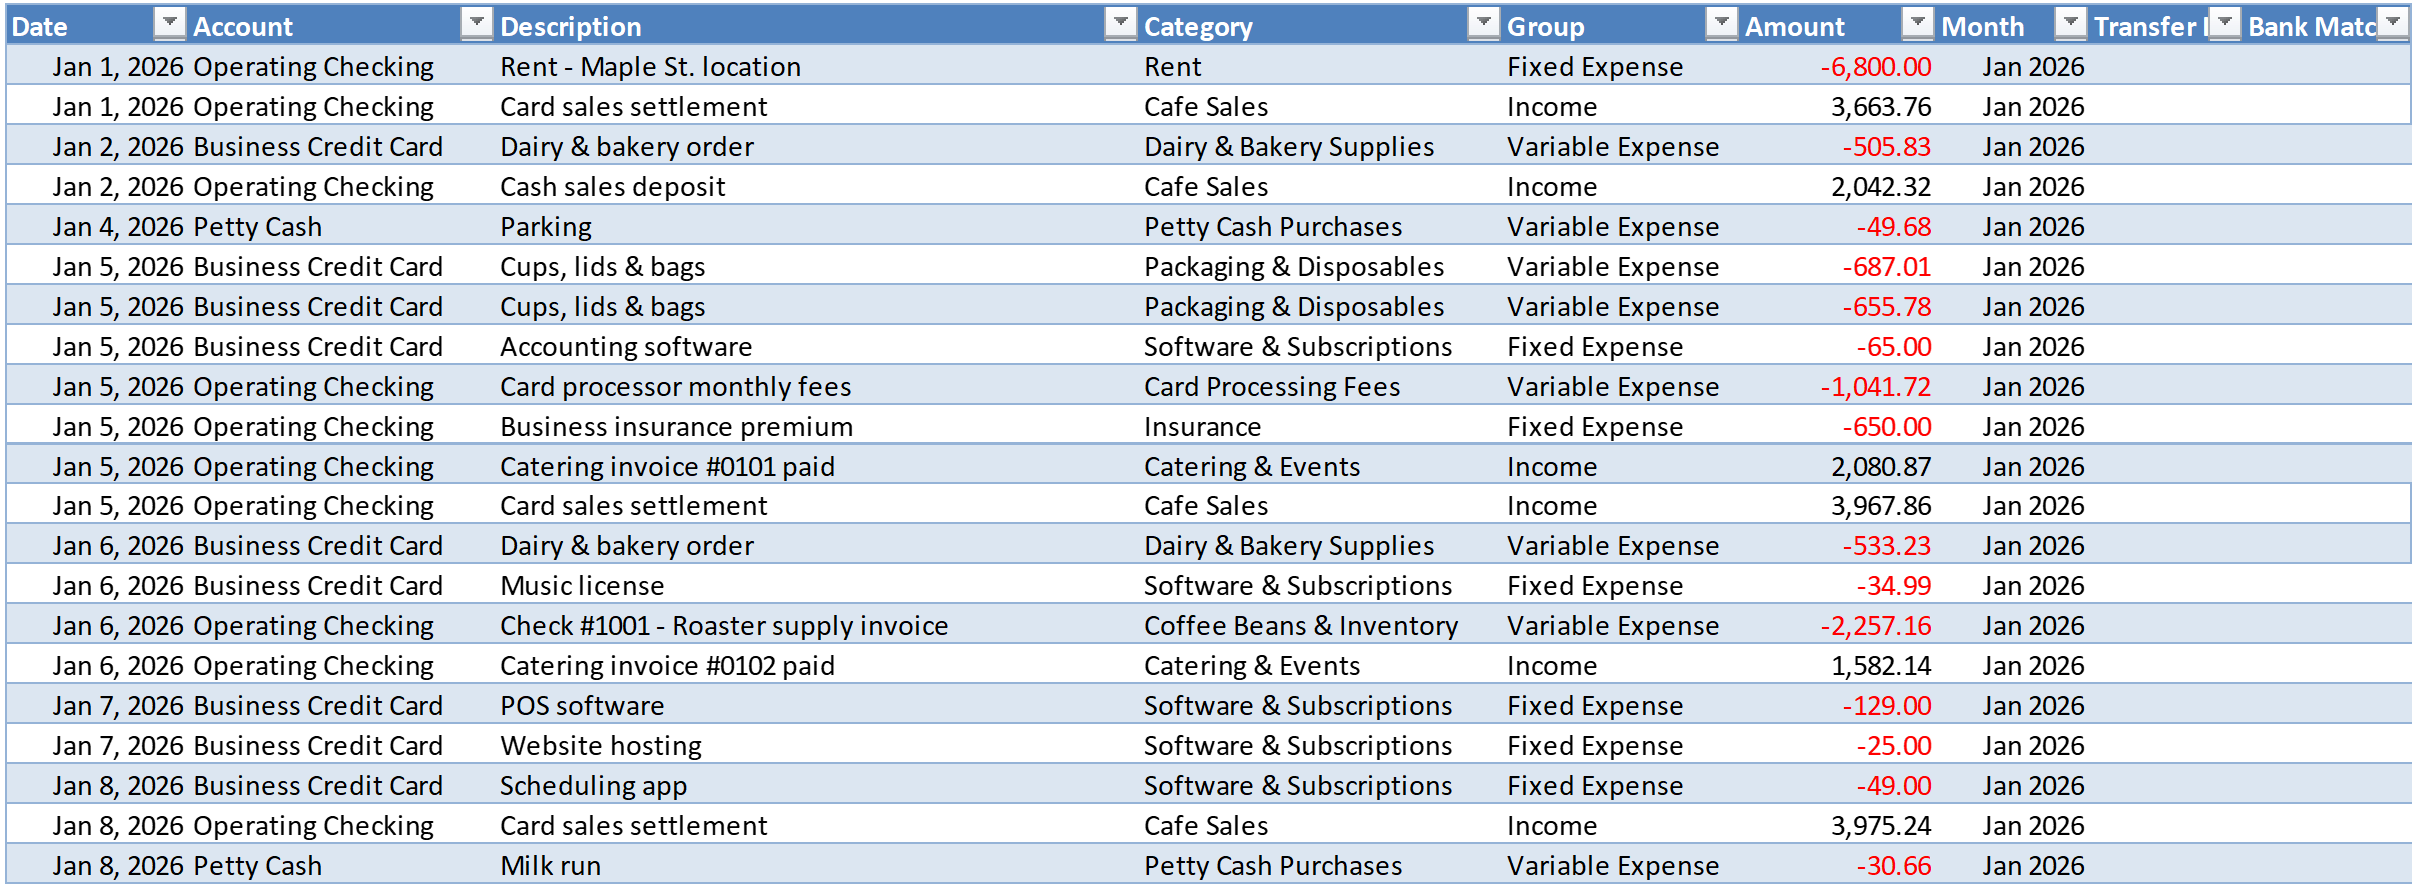 Date Account Description Category Group Amount Month Transfer Bank Matc
Jan 1, 2026 Operating Checking Rent - Maple St. location Rent Fixed Expense -6,800.00 Jan 2026
Jan 1, 2026 Operating Checking Card sales settlement Cafe Sales Income 3,663.76 Jan 2026
Jan 2, 2026 Business Credit Card Dairy & bakery order Dairy & Bakery Supplies Variable Expense -505.83 Jan 2026
Jan 2, 2026 Operating Checking Cash sales deposit Cafe Sales Income 2,042.32 Jan 2026
Jan 4, 2026 Petty Cash Parking Petty Cash Purchases Variable Expense -49.68 Jan 2026
Jan 5, 2026 Business Credit Card Cups, lids & bags Packaging & Disposables Variable Expense -687.01 Jan 2026
Jan 5, 2026 Business Credit Card Cups, lids & bags Packaging & Disposables Variable Expense -655.78 Jan 2026
Jan 5, 2026 Business Credit Card Accounting software Software & Subscriptions Fixed Expense -65.00 Jan 2026
Jan 5, 2026 Operating Checking Card processor monthly fees Card Processing Fees Variable Expense -1,041.72 Jan 2026
Jan 5, 2026 Operating Checking Business insurance premium Insurance Fixed Expense -650.00 Jan 2026
Jan 5, 2026 Operating Checking Catering invoice #0101 paid Catering & Events Income 2,080.87 Jan 2026
Jan 5, 2026 Operating Checking Card sales settlement Cafe Sales Income 3,967.86 Jan 2026
Jan 6, 2026 Business Credit Card Dairy & bakery order Dairy & Bakery Supplies Variable Expense -533.23 Jan 2026
Jan 6, 2026 Business Credit Card Music license Software & Subscriptions Fixed Expense -34.99 Jan 2026
Jan 6, 2026 Operating Checking Check #1001 - Roaster supply invoice Coffee Beans & Inventory Variable Expense -2,257.16 Jan 2026
Jan 6, 2026 Operating Checking Catering invoice #0102 paid Catering & Events Income 1,582.14 Jan 2026
Jan 7, 2026 Business Credit Card POS software Software & Subscriptions Fixed Expense -129.00 Jan 2026
Jan 7, 2026 Business Credit Card Website hosting Software & Subscriptions Fixed Expense -25.00 Jan 2026
Jan 8, 2026 Business Credit Card Scheduling app Software & Subscriptions Fixed Expense -49.00 Jan 2026
Jan 8, 2026 Operating Checking Card sales settlement Cafe Sales Income 3,975.24 Jan 2026
Jan 8, 2026 Petty Cash Milk run Petty Cash Purchases Variable Expense -30.66 Jan 2026